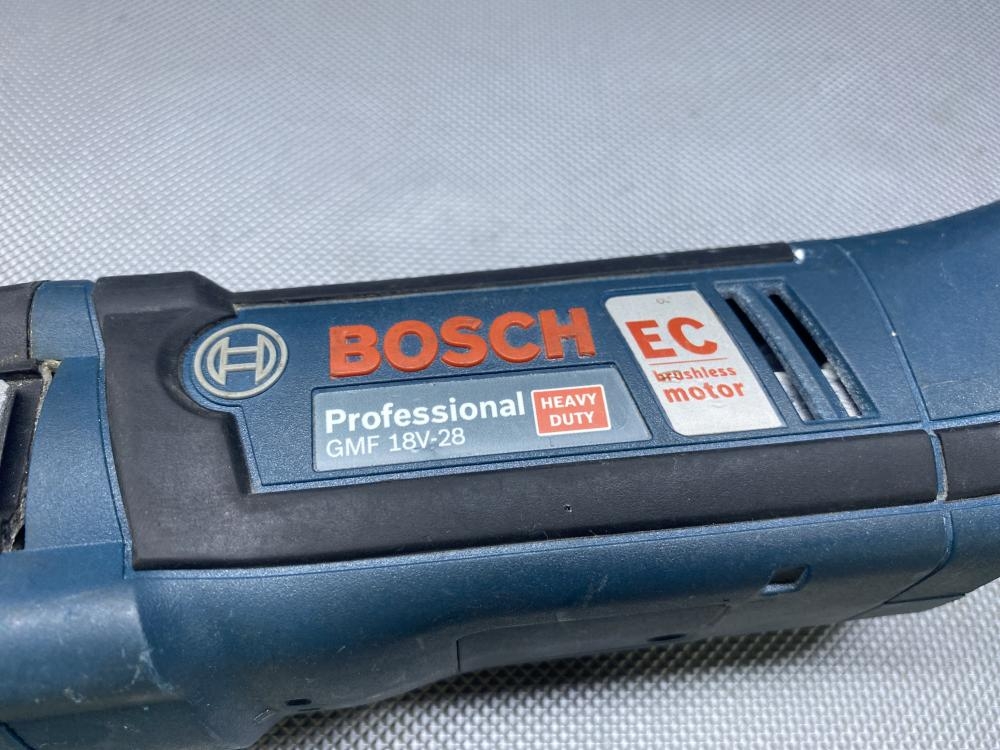 BOSCH
Professional
GMF 18V-28
HEAVY
DUTY
EC
brushless
motor